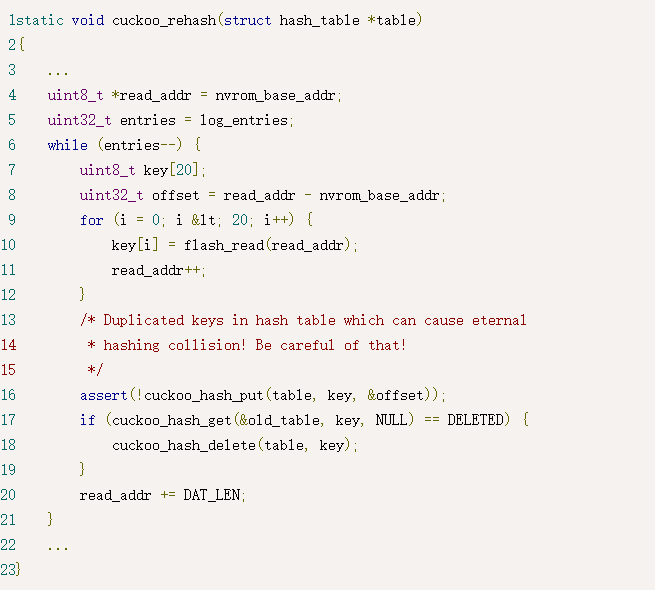 1static void cuckoo_rehash(struct hash_table *table)
2{
3    ...
4    uint8_t *read_addr = nvrom_base_addr;
5    uint32_t entries = log_entries;
6    while (entries--) {
7        uint8_t key[20];
8        uint32_t offset = read_addr - nvrom_base_addr;
9        for (i = 0; i &lt; 20; i++) {
10            key[i] = flash_read(read_addr);
11            read_addr++;
12        }
13        /* Duplicated keys in hash table which can cause eternal
14         * hashing collision! Be careful of that!
15         */
16        assert(!cuckoo_hash_put(table, key, &offset));
17        if (cuckoo_hash_get(&old_table, key, NULL) == DELETED) {
18            cuckoo_hash_delete(table, key);
19        }
20        read_addr += DAT_LEN;
21    }
22    ...
23}